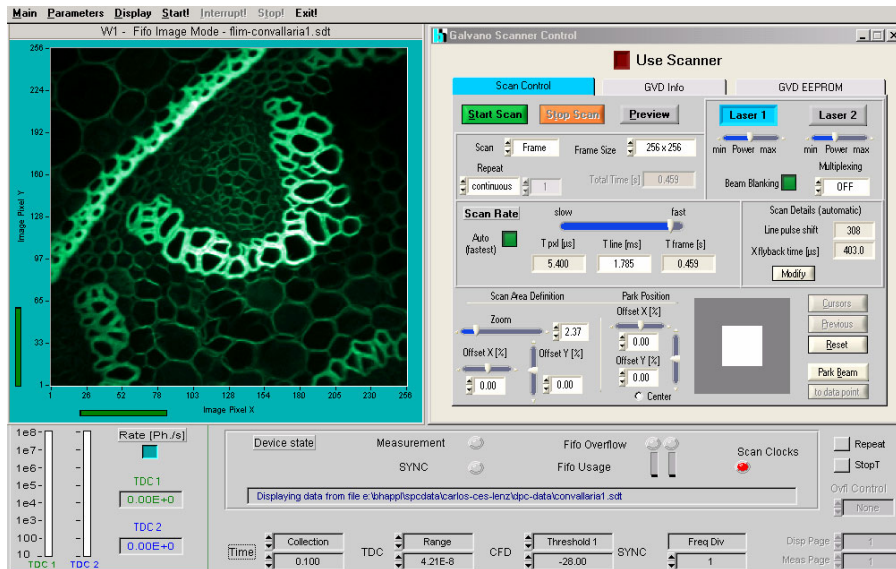 Main Parameters Display Start! Interrupt! Stop! Exit!
W1 - Fifo Image Mode - flim-convallaria1.sdt
Image Pixel Y
256
224
192
160
128
97
65
33
1
1 26 52 78 103 128 154 180 205 230 256
Image Pixel X
Galvano Scanner Control
Use Scanner
Scan Control GVD Info GVD EEPROM
Start Scan Stop Scan Preview
Laser 1 Laser 2
Scan Frame Frame Size 256 x 256
min Power max min Power max
Repeat
continuous 1 Total Time [s] 0.459
Multiplexing
Beam Blanking OFF
Scan Rate slow fast
Auto
(fastest)
T pxl [µs] T line [ms] T frame [s]
5.400 1.785 0.459
Scan Details (automatic)
Line pulse shift 308
X flyback time [µs] 403.0
Modify
Scan Area Definition Park Position
Zoom 2.37
Offset X [%] Offset Y [%]
0.00 0.00
Offset X [%]
0.00
Offset Y [%]
0.00
Center
Cursors
Previous
Reset
Park Beam
to data point
1e8
1e7
1e6
1e5
1e4
1e3
100
10
TDC 1 TDC 2
Rate [Ph./s]
TDC 1
0.00E+0
TDC 2
0.00E+0
Device state Measurement Fifo Overflow
SYNC Fifo Usage Scan Clocks
Displaying data from file e:\bhappl\spcdata\carlos-ces-lenz\dpc-data\convallaria1.sdt
Repeat
StopT
Ovfl Control
None
Time Collection TDC Range CFD Threshold 1 SYNC Freq Div
0.100 4.21E-8 -28.00 1
Disp Page 1
Meas Page 1